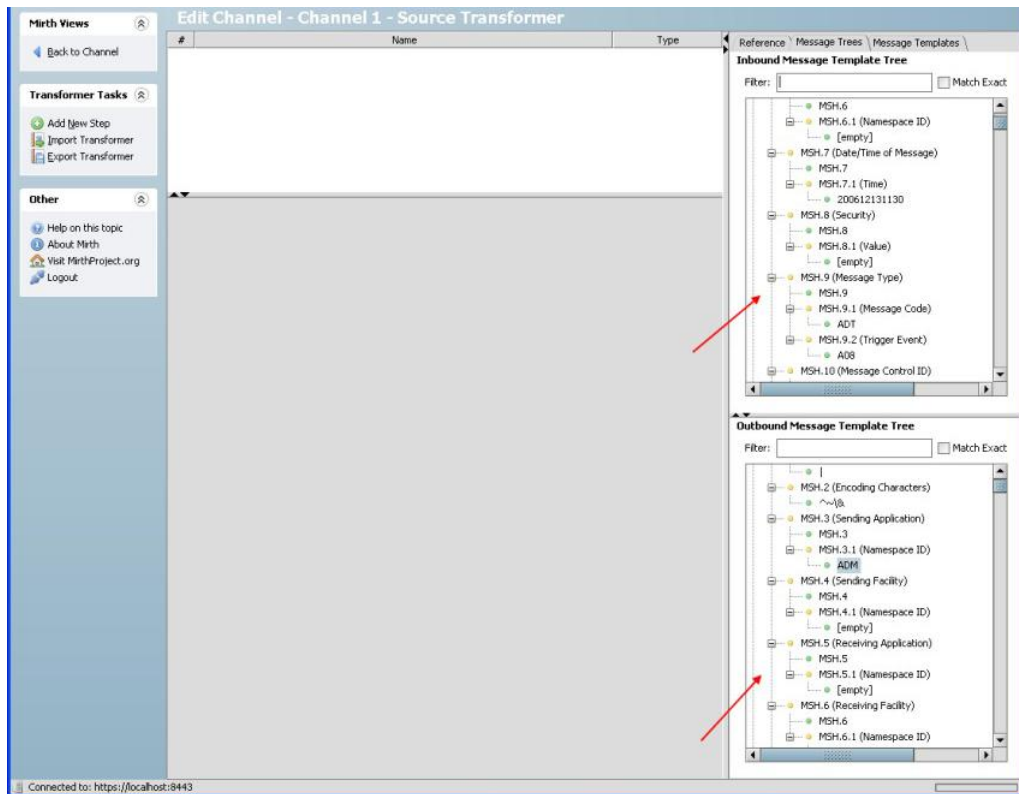 Edit Channel - Channel 1 - Source Transformer
Mirth Views
Back to Channel
Transformer Tasks
Add New Step
Import Transformer
Export Transformer
Other
Help on this topic
About Mirth
Visit MirthProject.org
Logout
# Name Type
Reference Message Trees Message Templates
Inbound Message Template Tree
Filter: Match Exact
MSH.6
MSH.6.1 (Namespace ID)
[empty]
MSH.7 (Date/Time of Message)
MSH.7
MSH.7.1 (Time)
200612131130
MSH.8 (Security)
MSH.8
MSH.8.1 (Value)
[empty]
MSH.9 (Message Type)
MSH.9
MSH.9.1 (Message Code)
ADT
MSH.9.2 (Trigger Event)
A08
MSH.10 (Message Control ID)
Outbound Message Template Tree
Filter: Match Exact
|
MSH.2 (Encoding Characters)
^~\&
MSH.3 (Sending Application)
MSH.3
MSH.3.1 (Namespace ID)
ADM
MSH.4 (Sending Facility)
MSH.4
MSH.4.1 (Namespace ID)
[empty]
MSH.5 (Receiving Application)
MSH.5
MSH.5.1 (Namespace ID)
[empty]
MSH.6 (Receiving Facility)
MSH.6
MSH.6.1 (Namespace ID)
Connected to: https://localhost:8443